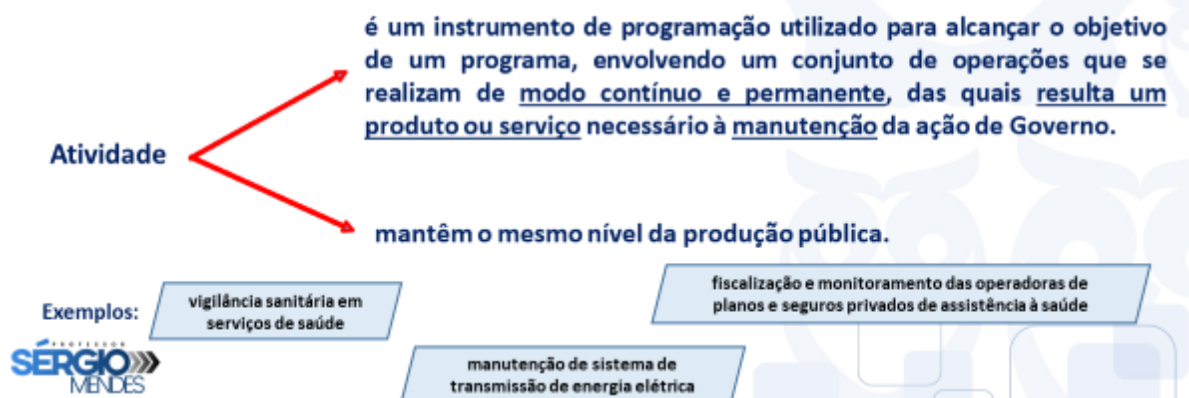 é um instrumento de programação utilizado para alcançar o objetivo
de um programa, envolvendo um conjunto de operações que se
realizam de modo contínuo e permanente, das quais resulta um
produto ou serviço necessário à manutenção da ação de Governo.
Atividade
mantêm o mesmo nível da produção pública.
Exemplos:
vigilância sanitária em
serviços de saúde
fiscalização e monitoramento das operadoras de
planos e seguros privados de assistência à saúde
manutenção de sistema de
transmissão de energia elétrica
PROFESSOR
SÉRGIO
MENDES